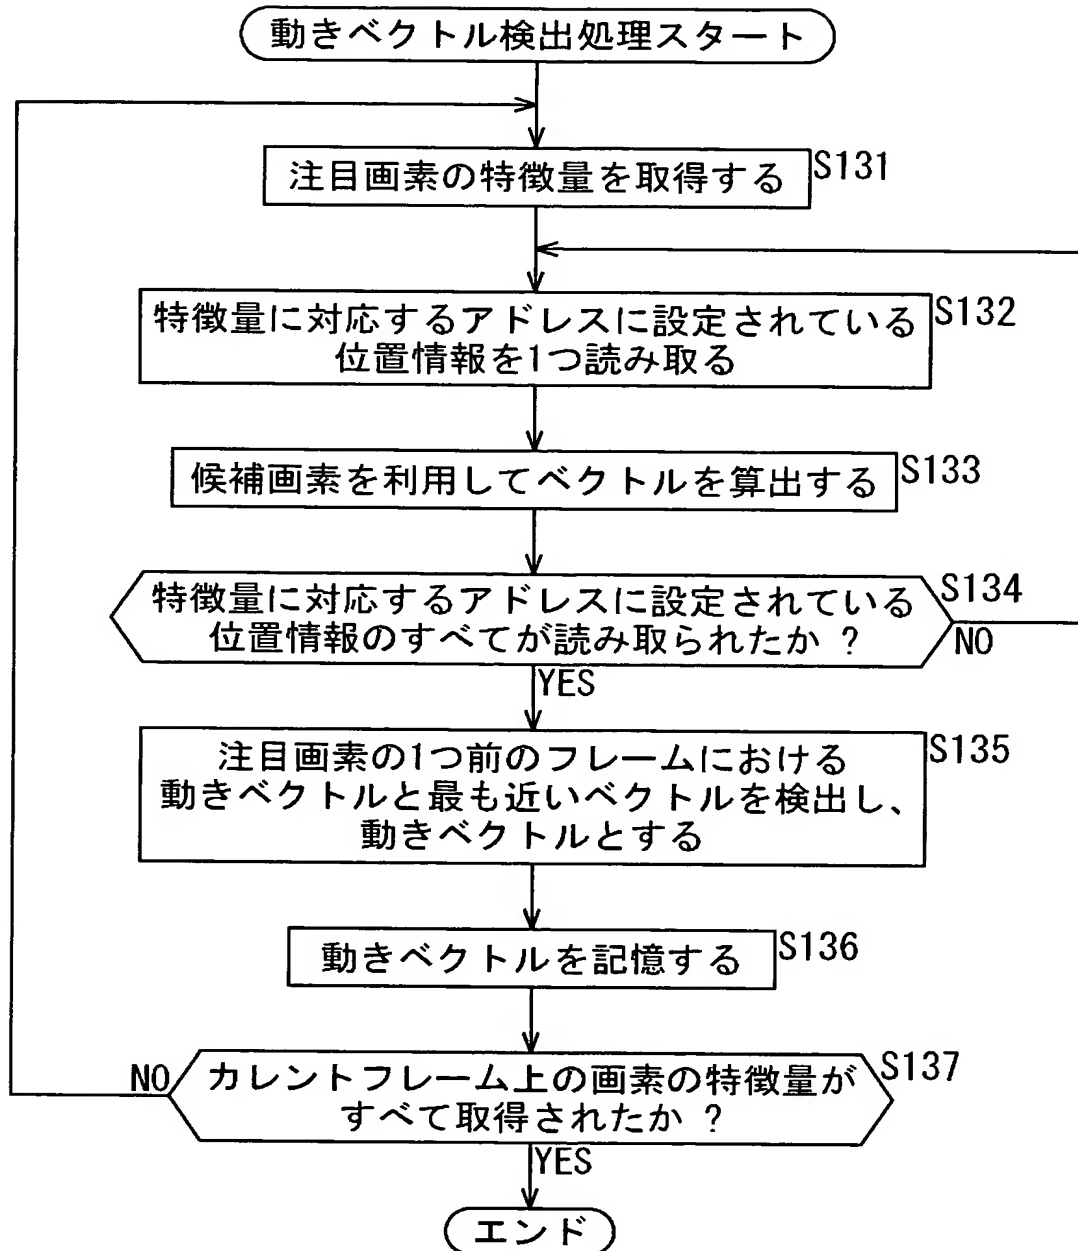 動きベクトル検出処理スタート
注目画素の特徴量を取得する
S131
特徴量に対応するアドレスに設定されている
位置情報を1つ読み取る
S132
候補画素を利用してベクトルを算出する
S133
特徴量に対応するアドレスに設定されている
位置情報のすべてが読み取られたか ?
S134
NO
YES
注目画素の1つ前のフレームにおける
動きベクトルと最も近いベクトルを検出し、
動きベクトルとする
S135
動きベクトルを記憶する
S136
カレントフレーム上の画素の特徴量が
すべて取得されたか ?
S137
NO
YES
エンド